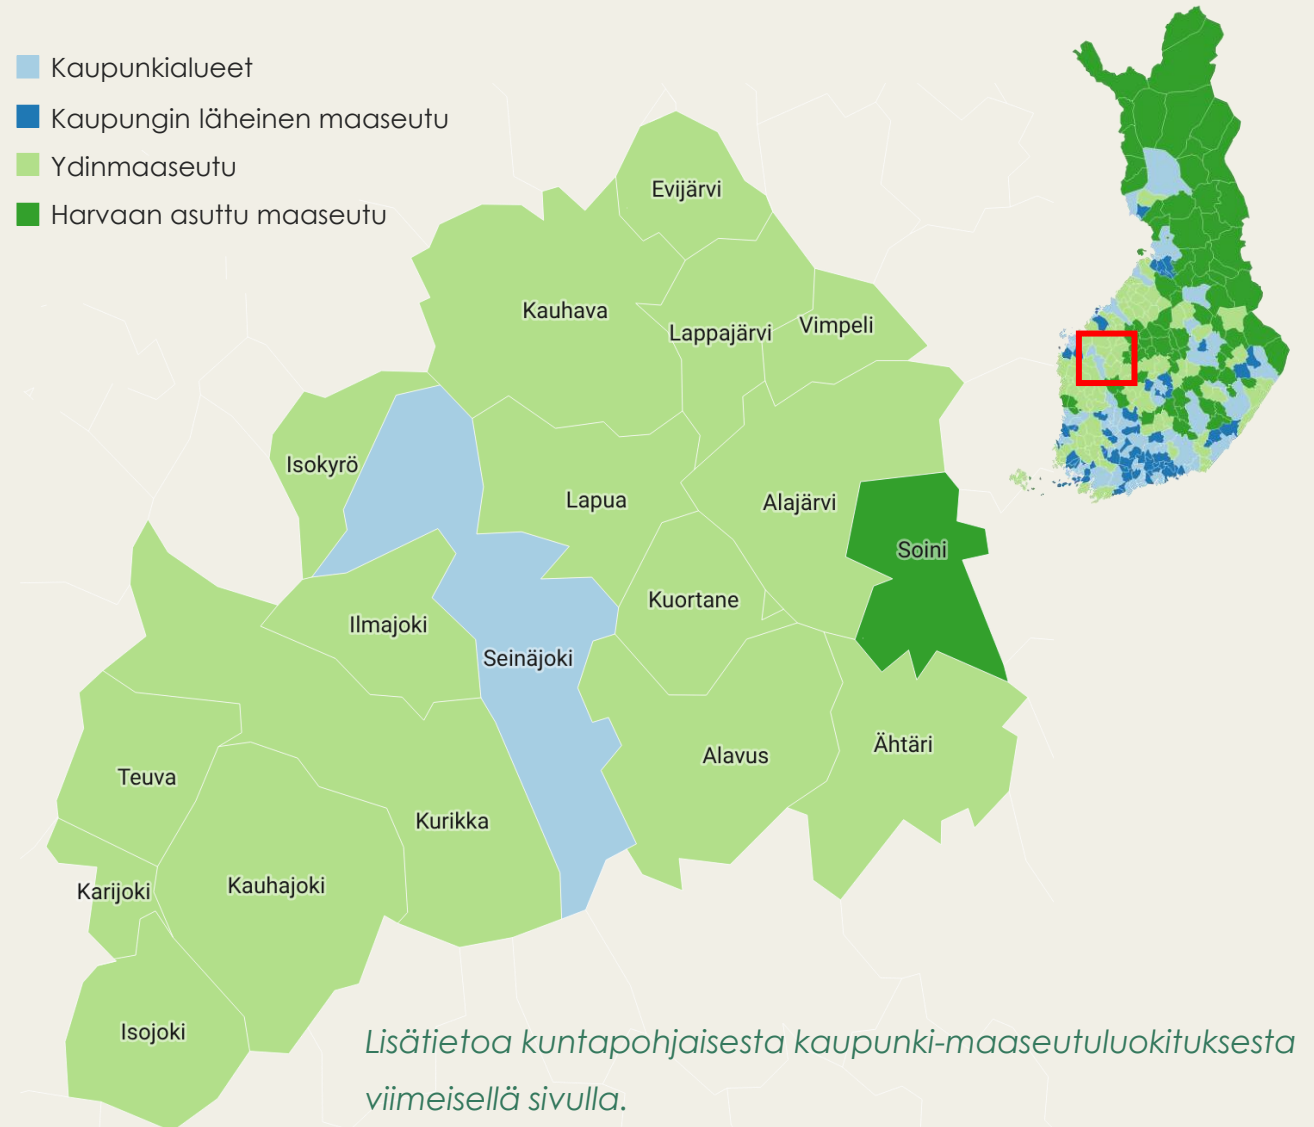 Kaupunkialueet
Kaupungin läheinen maaseutu
Ydinmaaseutu
Harvaan asuttu maaseutu
Evijärvi
Kauhava
Lappajärvi
Vimpeli
Isokyrö
Lapua
Alajärvi
Soini
Kuortane
Ilmajoki
Seinäjoki
Ähtäri
Alavus
Teuva
Kurikka
Karijoki
Kauhajoki
Isojoki
Lisätietoa kuntapohjaisesta kaupunki-maaseutuluokituksesta
viimeisellä sivulla.